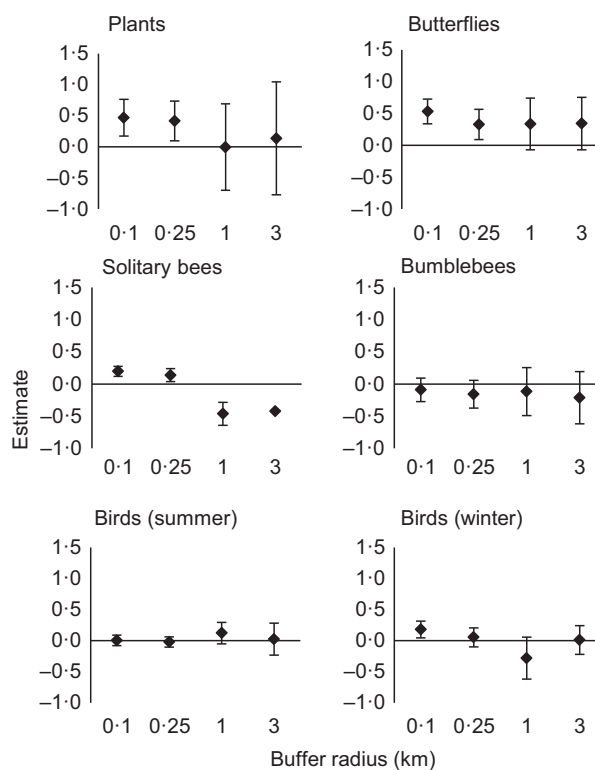 Plants
Butterflies
1·5
1·0
0·5
0·0
–0·5
–1·0
0·1 0·25 1 3
1·5
1·0
0·5
0·0
–0·5
–1·0
0·1 0·25 1 3
Solitary bees
Bumblebees
Estimate
1·5
1·0
0·5
0·0
–0·5
–1·0
0·1 0·25 1 3
1·5
1·0
0·5
0·0
–0·5
–1·0
0·1 0·25 1 3
Birds (summer)
Birds (winter)
1·5
1·0
0·5
0·0
–0·5
–1·0
0·1 0·25 1 3
1·5
1·0
0·5
0·0
–0·5
–1·0
0·1 0·25 1 3
Buffer radius (km)